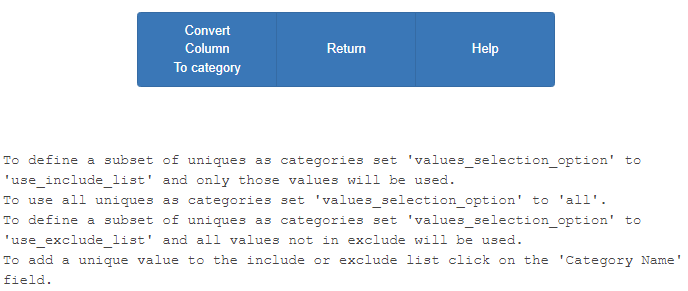 Convert
Column
To category
Return
Help
To define a subset of uniques as categories set 'values_selection_option' to
'use_include_list' and only those values will be used.
To use all uniques as categories set 'values_selection_option' to 'all'.
To define a subset of uniques as categories set 'values_selection_option' to
'use_exclude_list' and all values not in exclude will be used.
To add a unique value to the include or exclude list click on the 'Category Name'
field.